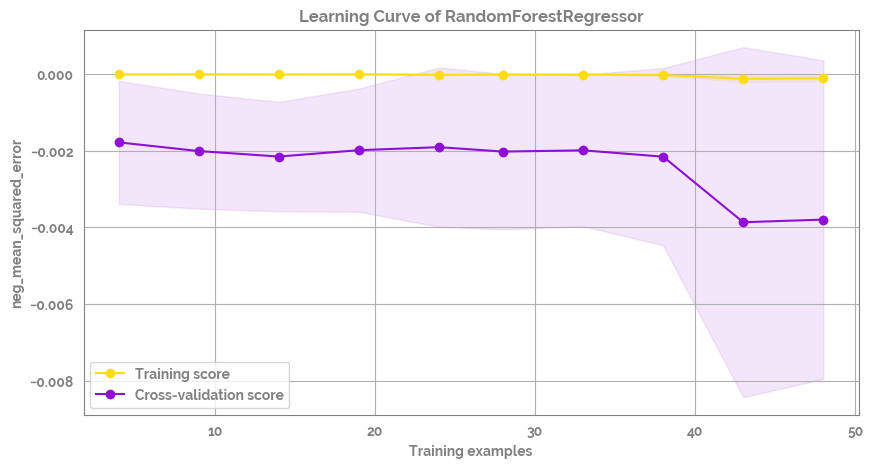 Learning Curve of RandomForestRegressor
neg_mean_squared_error
0.000
−0.002
−0.004
−0.006
−0.008
Training score
Cross-validation score
10
20
30
40
50
Training examples